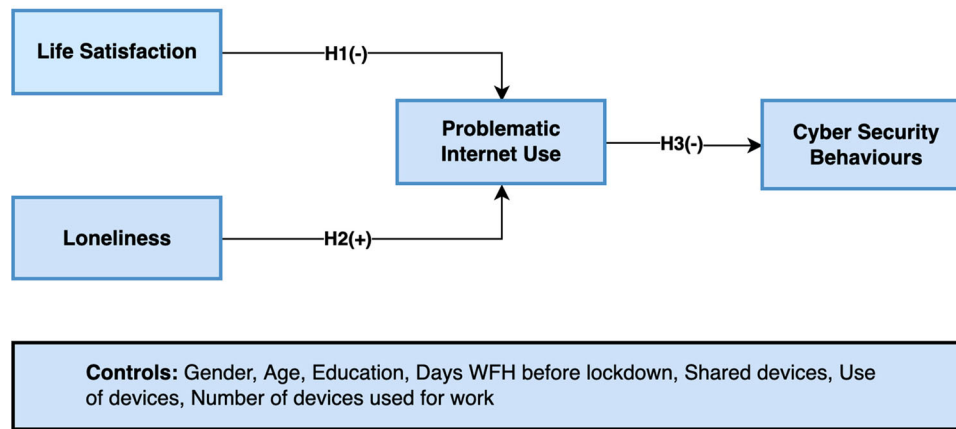 Life Satisfaction
H1(-)
Problematic
Internet Use
H3(-)
Cyber Security
Behaviours
Loneliness
H2(+)
Controls: Gender, Age, Education, Days WFH before lockdown, Shared devices, Use
of devices, Number of devices used for work